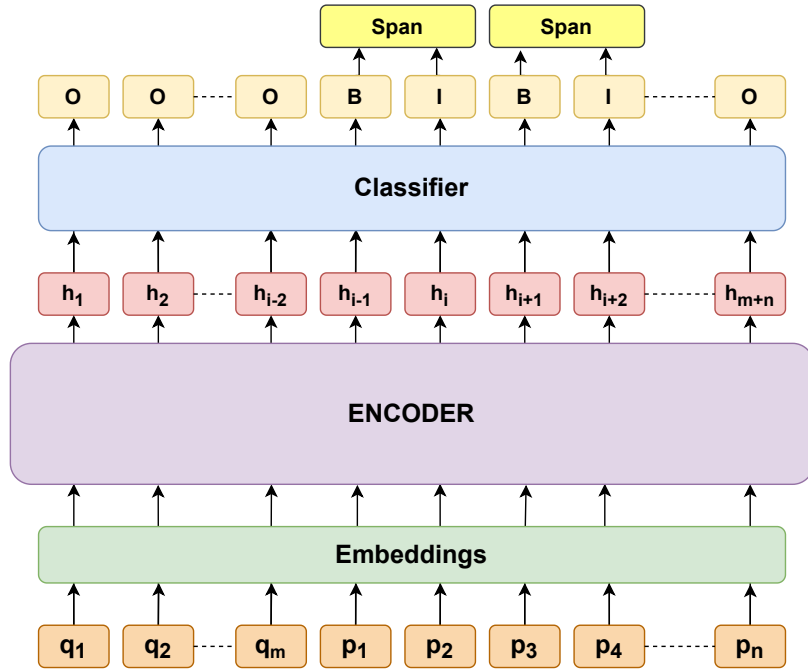 Span Span
O O O B I B I O
Classifier
h1 h2 hi-2 hi-1 hi hi+1 hi+2 hm+n
ENCODER
Embeddings
q1 q2 qm p1 p2 p3 p4 pn